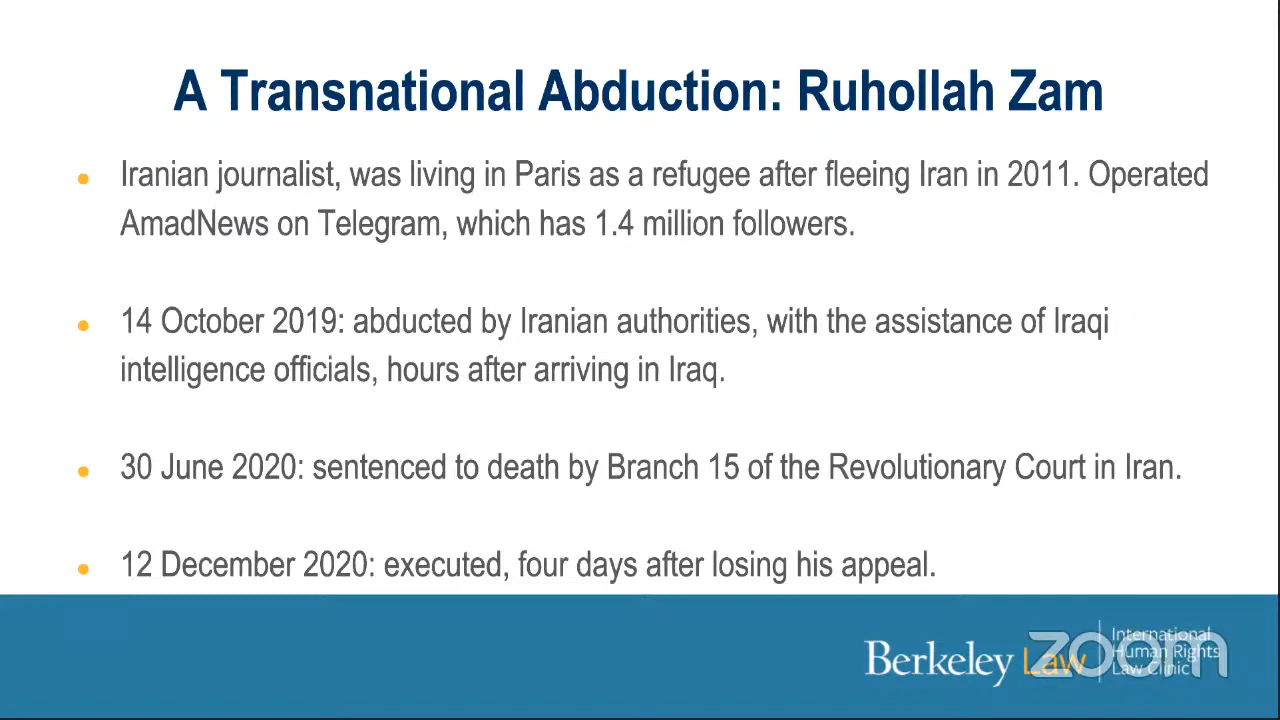 A Transnational Abduction: Ruhollah Zam
Iranian journalist, was living in Paris as a refugee after fleeing Iran in 2011. Operated
AmadNews on Telegram, which has 1.4 million followers.
14 October 2019: abducted by Iranian authorities, with the assistance of Iraqi
intelligence officials, hours after arriving in Iraq.
30 June 2020: sentenced to death by Branch 15 of the Revolutionary Court in Iran.
12 December 2020: executed, four days after losing his appeal.
Berkeley Law
International
Human Rights
Law Clinic
zoom